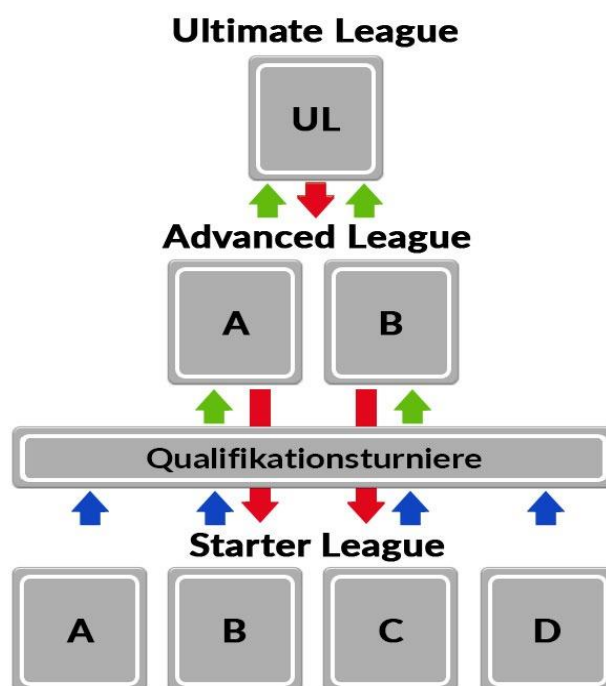 Ultimate League
UL
Advanced League
A B
Qualifikationsturniere
Starter League
A B C D